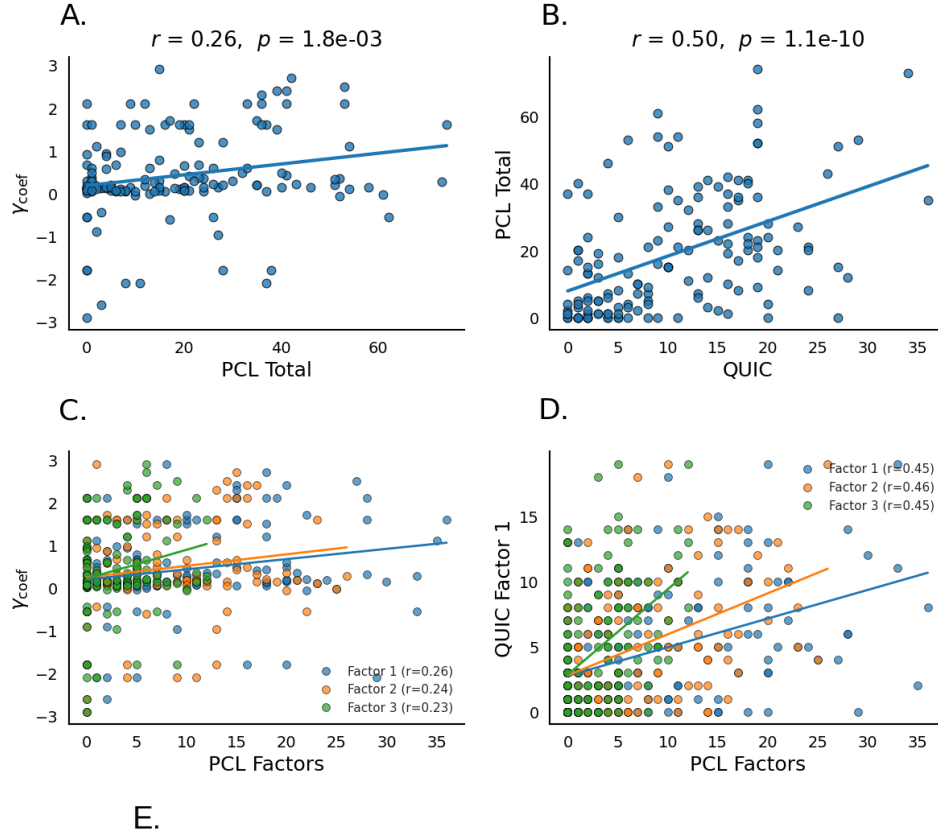 A.
r = 0.26, p = 1.8e-03
3
2
1
0
−1
−2
−3
γcoef
0 20 40 60
PCL Total
B.
r = 0.50, p = 1.1e-10
60
40
20
0
PCL Total
0 5 10 15 20 25 30 35
QUIC
C.
3
2
1
0
−1
−2
−3
γcoef
Factor 1 (r=0.26)
Factor 2 (r=0.24)
Factor 3 (r=0.23)
0 5 10 15 20 25 30 35
PCL Factors
D.
Factor 1 (r=0.45)
Factor 2 (r=0.46)
Factor 3 (r=0.45)
15
10
5
0
QUIC Factor 1
0 5 10 15 20 25 30 35
PCL Factors
E.